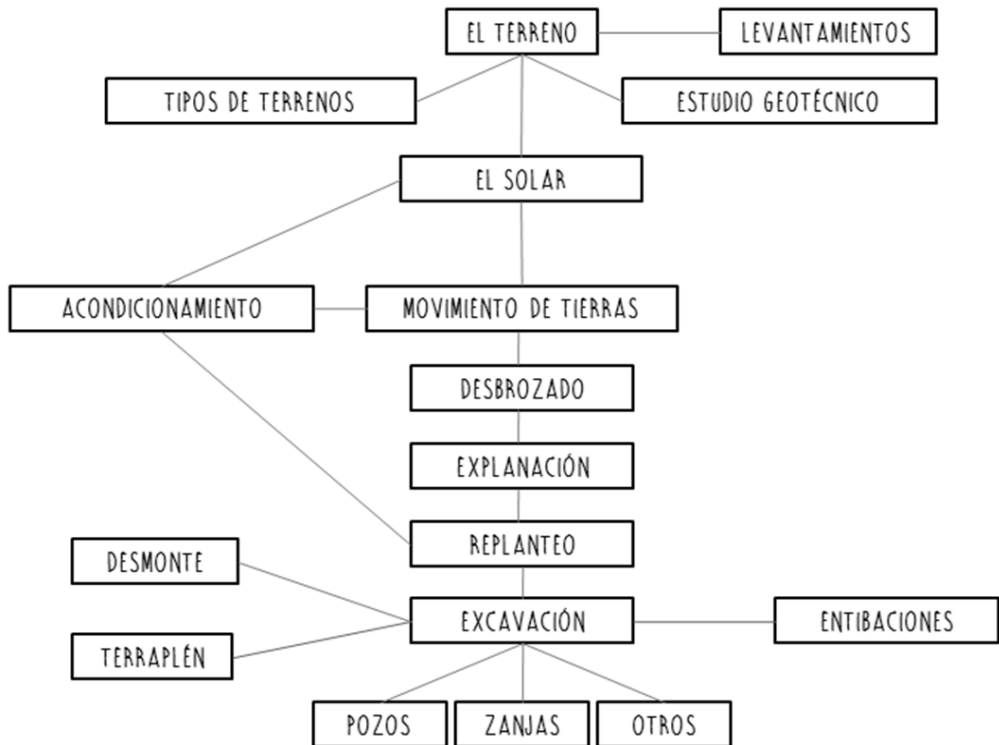 EL TERRENO
LEVANTAMIENTOS
TIPOS DE TERRENOS
ESTUDIO GEOTÉCNICO
EL SOLAR
ACONDICIONAMIENTO
MOVIMIENTO DE TIERRAS
DESBROZADO
EXPLANACIÓN
REPLANTEO
DESMONTE
EXCAVACIÓN
ENTIBACIONES
TERRAPLÉN
POZOS
ZANJAS
OTROS